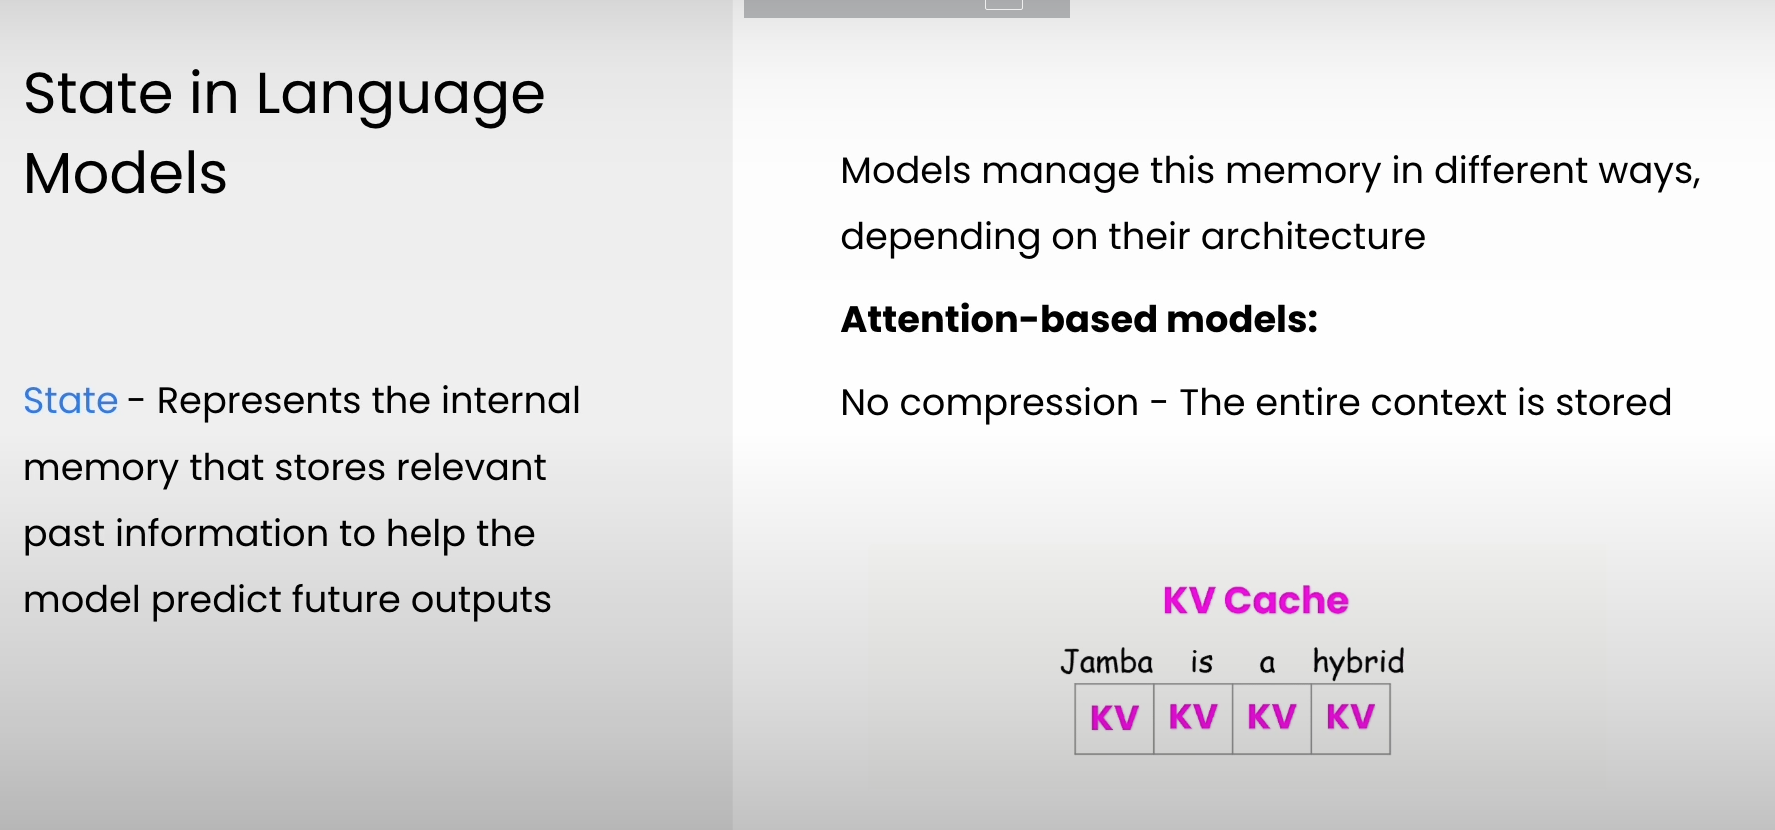 State in Language
Models
State - Represents the internal
memory that stores relevant
past information to help the
model predict future outputs
Models manage this memory in different ways,
depending on their architecture
Attention-based models:
No compression - The entire context is stored
KV Cache
Jamba is a hybrid
KV KV KV KV